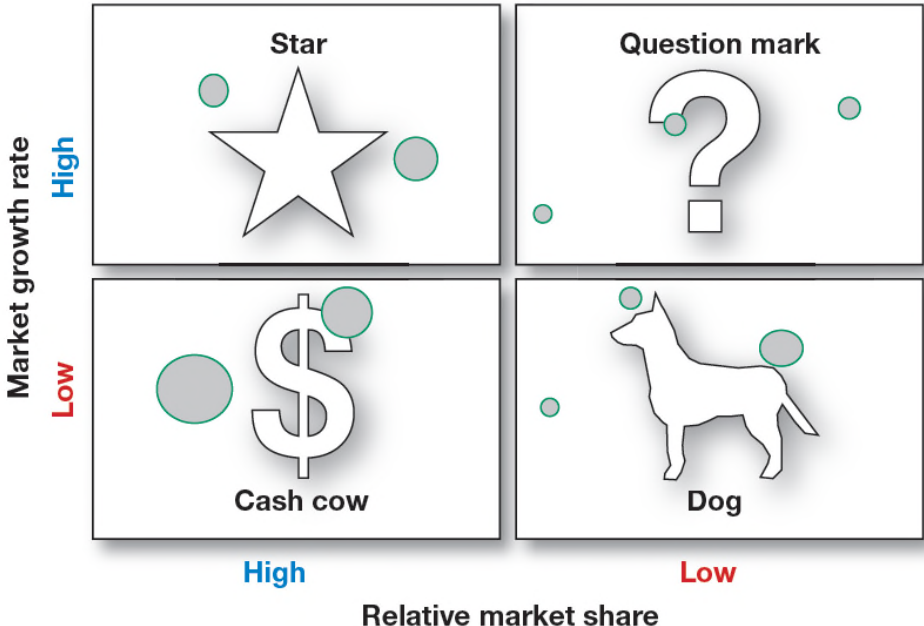 Star
Question mark
Market growth rate
High
Low
Cash cow
Dog
High
Low
Relative market share